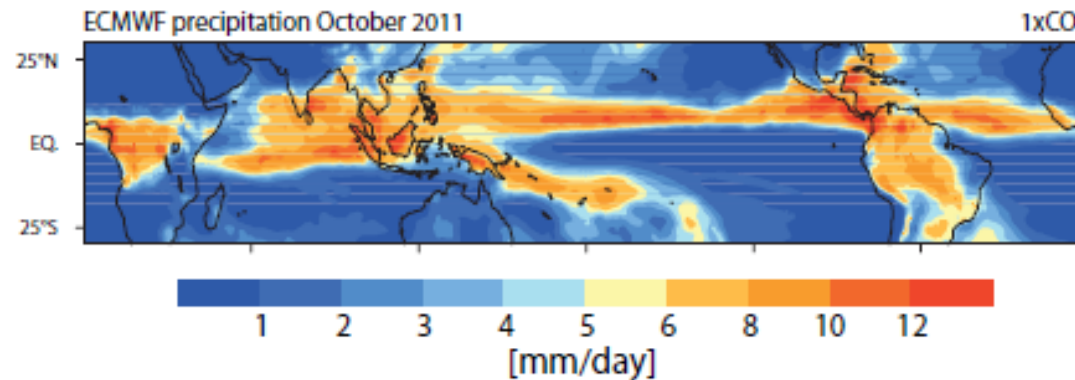 ECMWF precipitation October 2011 1xCO
25°N
EQ.
25°S
1 2 3 4 5 6 8 10 12
[mm/day]